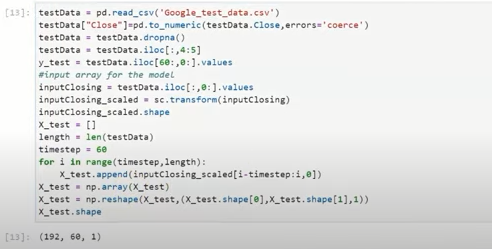 [13]: testData = pd.read_csv('Google_test_data.csv')
testData["Close"]=pd.to_numeric(testData.Close,errors='coerce')
testData = testData.dropna()
testData = testData.iloc[:,4:5]
y_test = testData.iloc[60:,0:].values
#input array for the model
inputClosing = testData.iloc[:,0:].values
inputClosing_scaled = sc.transform(inputClosing)
inputClosing_scaled.shape
X_test = []
length = len(testData)
timestep = 60
for i in range(timestep,length):
    X_test.append(inputClosing_scaled[i-timestep:i,0])
X_test = np.array(X_test)
X_test = np.reshape(X_test,(X_test.shape[0],X_test.shape[1],1))
X_test.shape
[13]: (192, 60, 1)